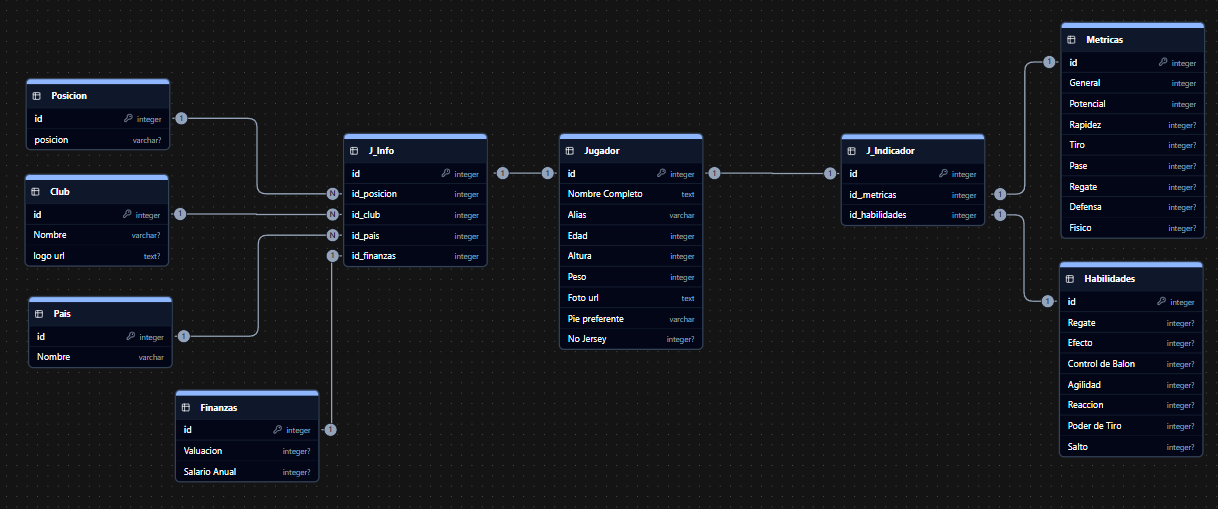 Posicion
id integer
posicion varchar?
Club
id integer
Nombre varchar?
logo url text?
Pais
id integer
Nombre varchar
Finanzas
id integer
Valuacion integer?
Salario Anual integer?
J_Info
id integer
id_posicion integer
id_club integer
id_pais integer
id_finanzas integer
Jugador
id integer
Nombre Completo text
Alias varchar
Edad integer
Altura integer
Peso integer
Foto url text
Pie preferente varchar
No Jersey integer?
J_Indicador
id integer
id_metricas integer
id_habilidades integer
Metricas
id integer
General integer
Potencial integer
Rapidez integer?
Tiro integer?
Pase integer?
Regate integer?
Defensa integer?
Fisico integer?
Habilidades
id integer
Regate integer?
Efecto integer?
Control de Balon integer?
Agilidad integer?
Reaccion integer?
Poder de Tiro integer?
Salto integer?
1
N
1
N
1
N
1
1
1
1
1
1
1
1
1
1